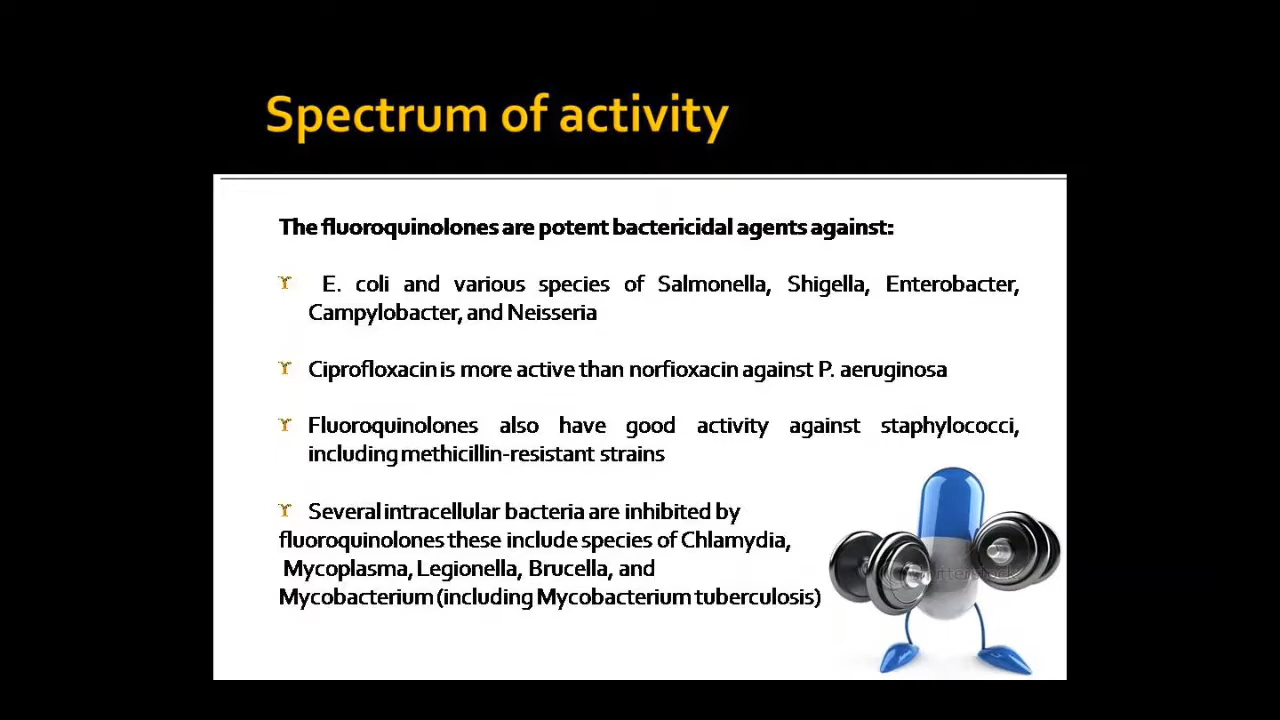 Spectrum of activity
The fluoroquinolones are potent bactericidal agents against:
E. coli and various species of Salmonella, Shigella, Enterobacter,
Campylobacter, and Neisseria
Ciprofloxacin is more active than norfioxacin against P. aeruginosa
Fluoroquinolones also have good activity against staphylococci,
including methicillin-resistant strains
Several intracellular bacteria are inhibited by
fluoroquinolones these include species of Chlamydia,
Mycoplasma, Legionella, Brucella, and
Mycobacterium (including Mycobacterium tuberculosis)